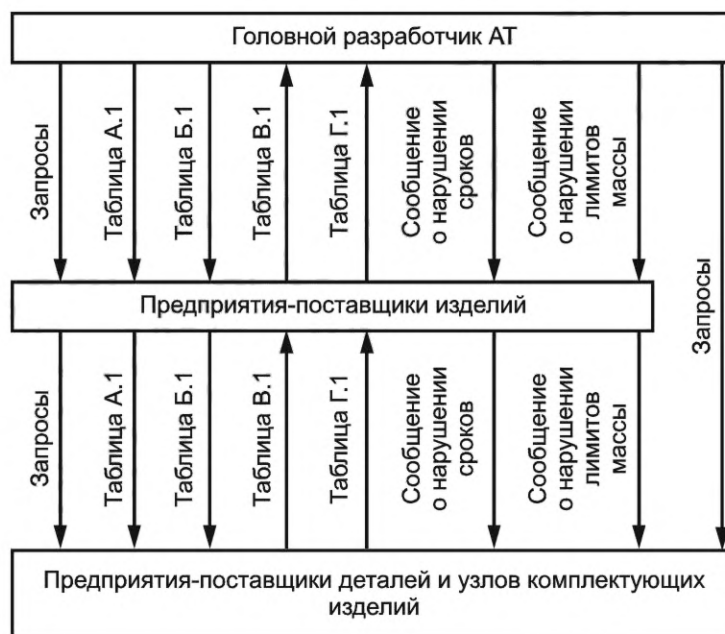 Головной разработчик АТ
Запросы
Таблица А.1
Таблица Б.1
Таблица В.1
Таблица Г.1
Сообщение
о нарушении
сроков
Сообщение
о нарушении
лимитов
массы
Запросы
Предприятия-поставщики изделий
Запросы
Таблица А.1
Таблица Б.1
Таблица В.1
Таблица Г.1
Сообщение
о нарушении
сроков
Сообщение
о нарушении
лимитов
массы
Предприятия-поставщики деталей и узлов комплектующих
изделий